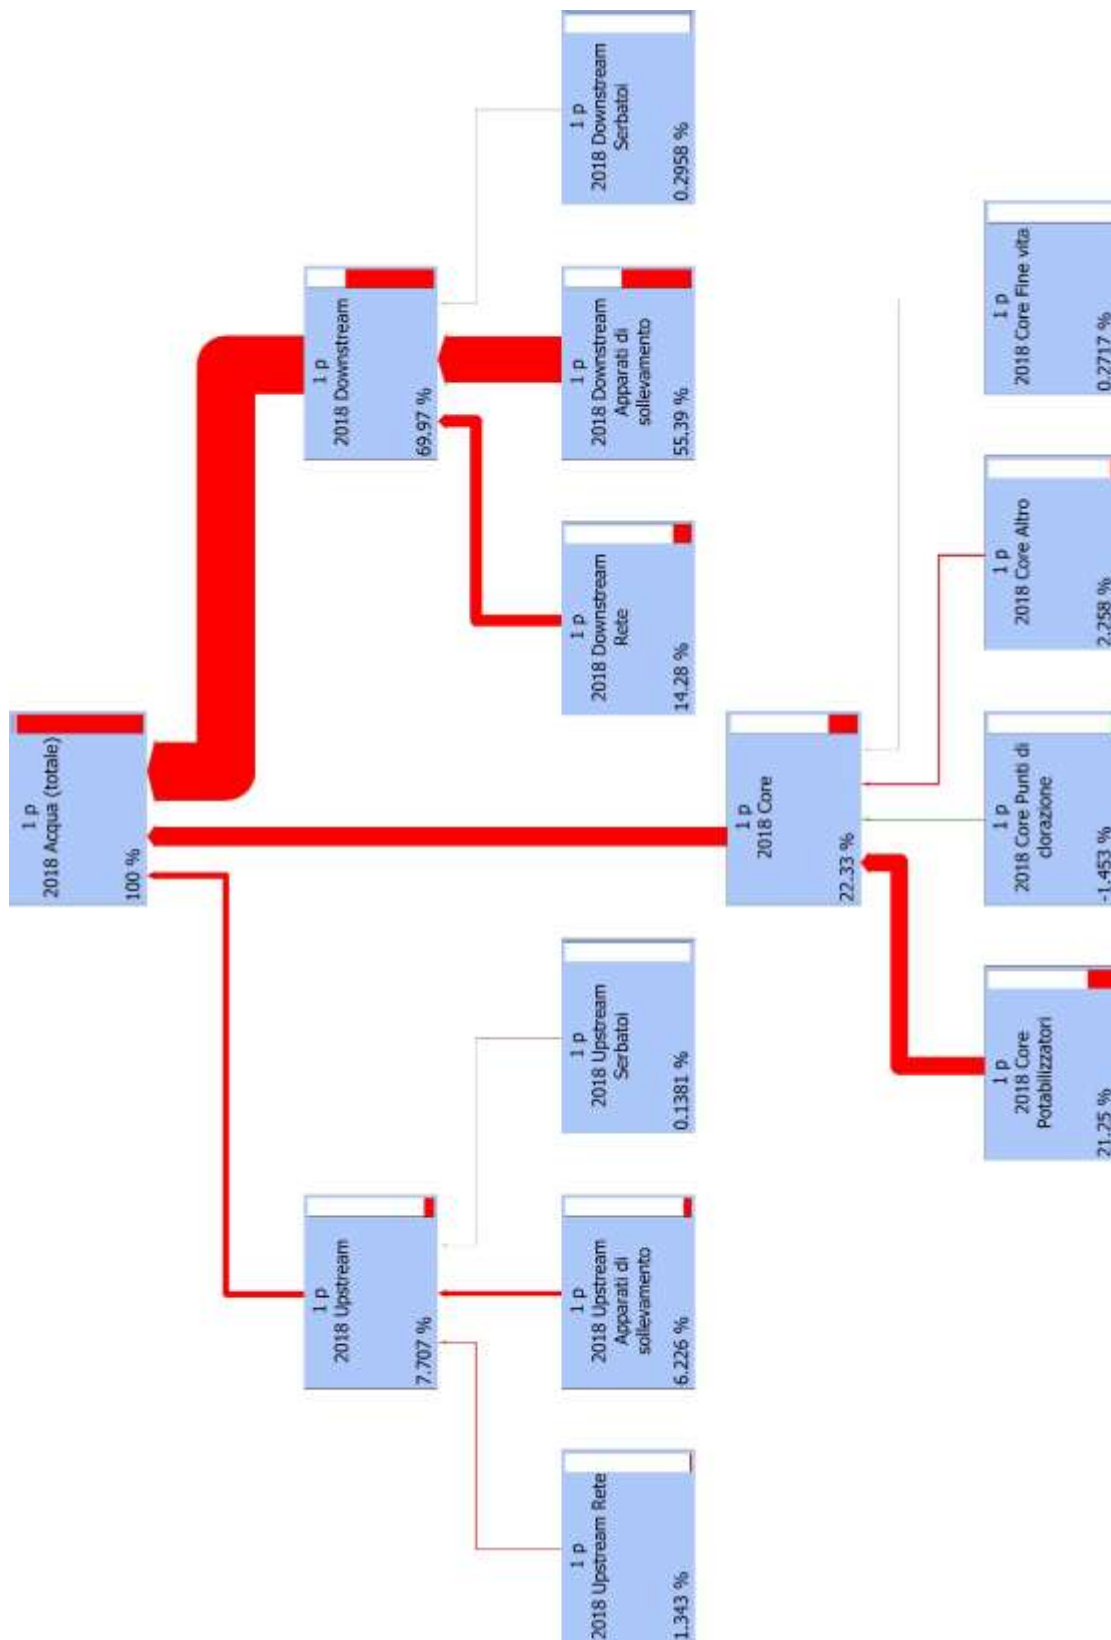 1 p
2018 Acqua (totale)
100 %
1 p
2018 Upstream
7.707 %
1 p
2018 Downstream
69.97 %
1 p
2018 Upstream Rete
1.343 %
1 p
2018 Upstream
Apparati di
sollevamento
6.226 %
1 p
2018 Upstream
Serbatoi
0.1381 %
1 p
2018 Downstream
Rete
14.28 %
1 p
2018 Downstream
Apparati di
sollevamento
55.39 %
1 p
2018 Downstream
Serbatoi
0.2958 %
1 p
2018 Core
22.33 %
1 p
2018 Core
Potabilizzatori
21.25 %
1 p
2018 Core Punti di
clorazione
-1.453 %
1 p
2018 Core Altro
2.258 %
1 p
2018 Core Fine vita
0.2717 %